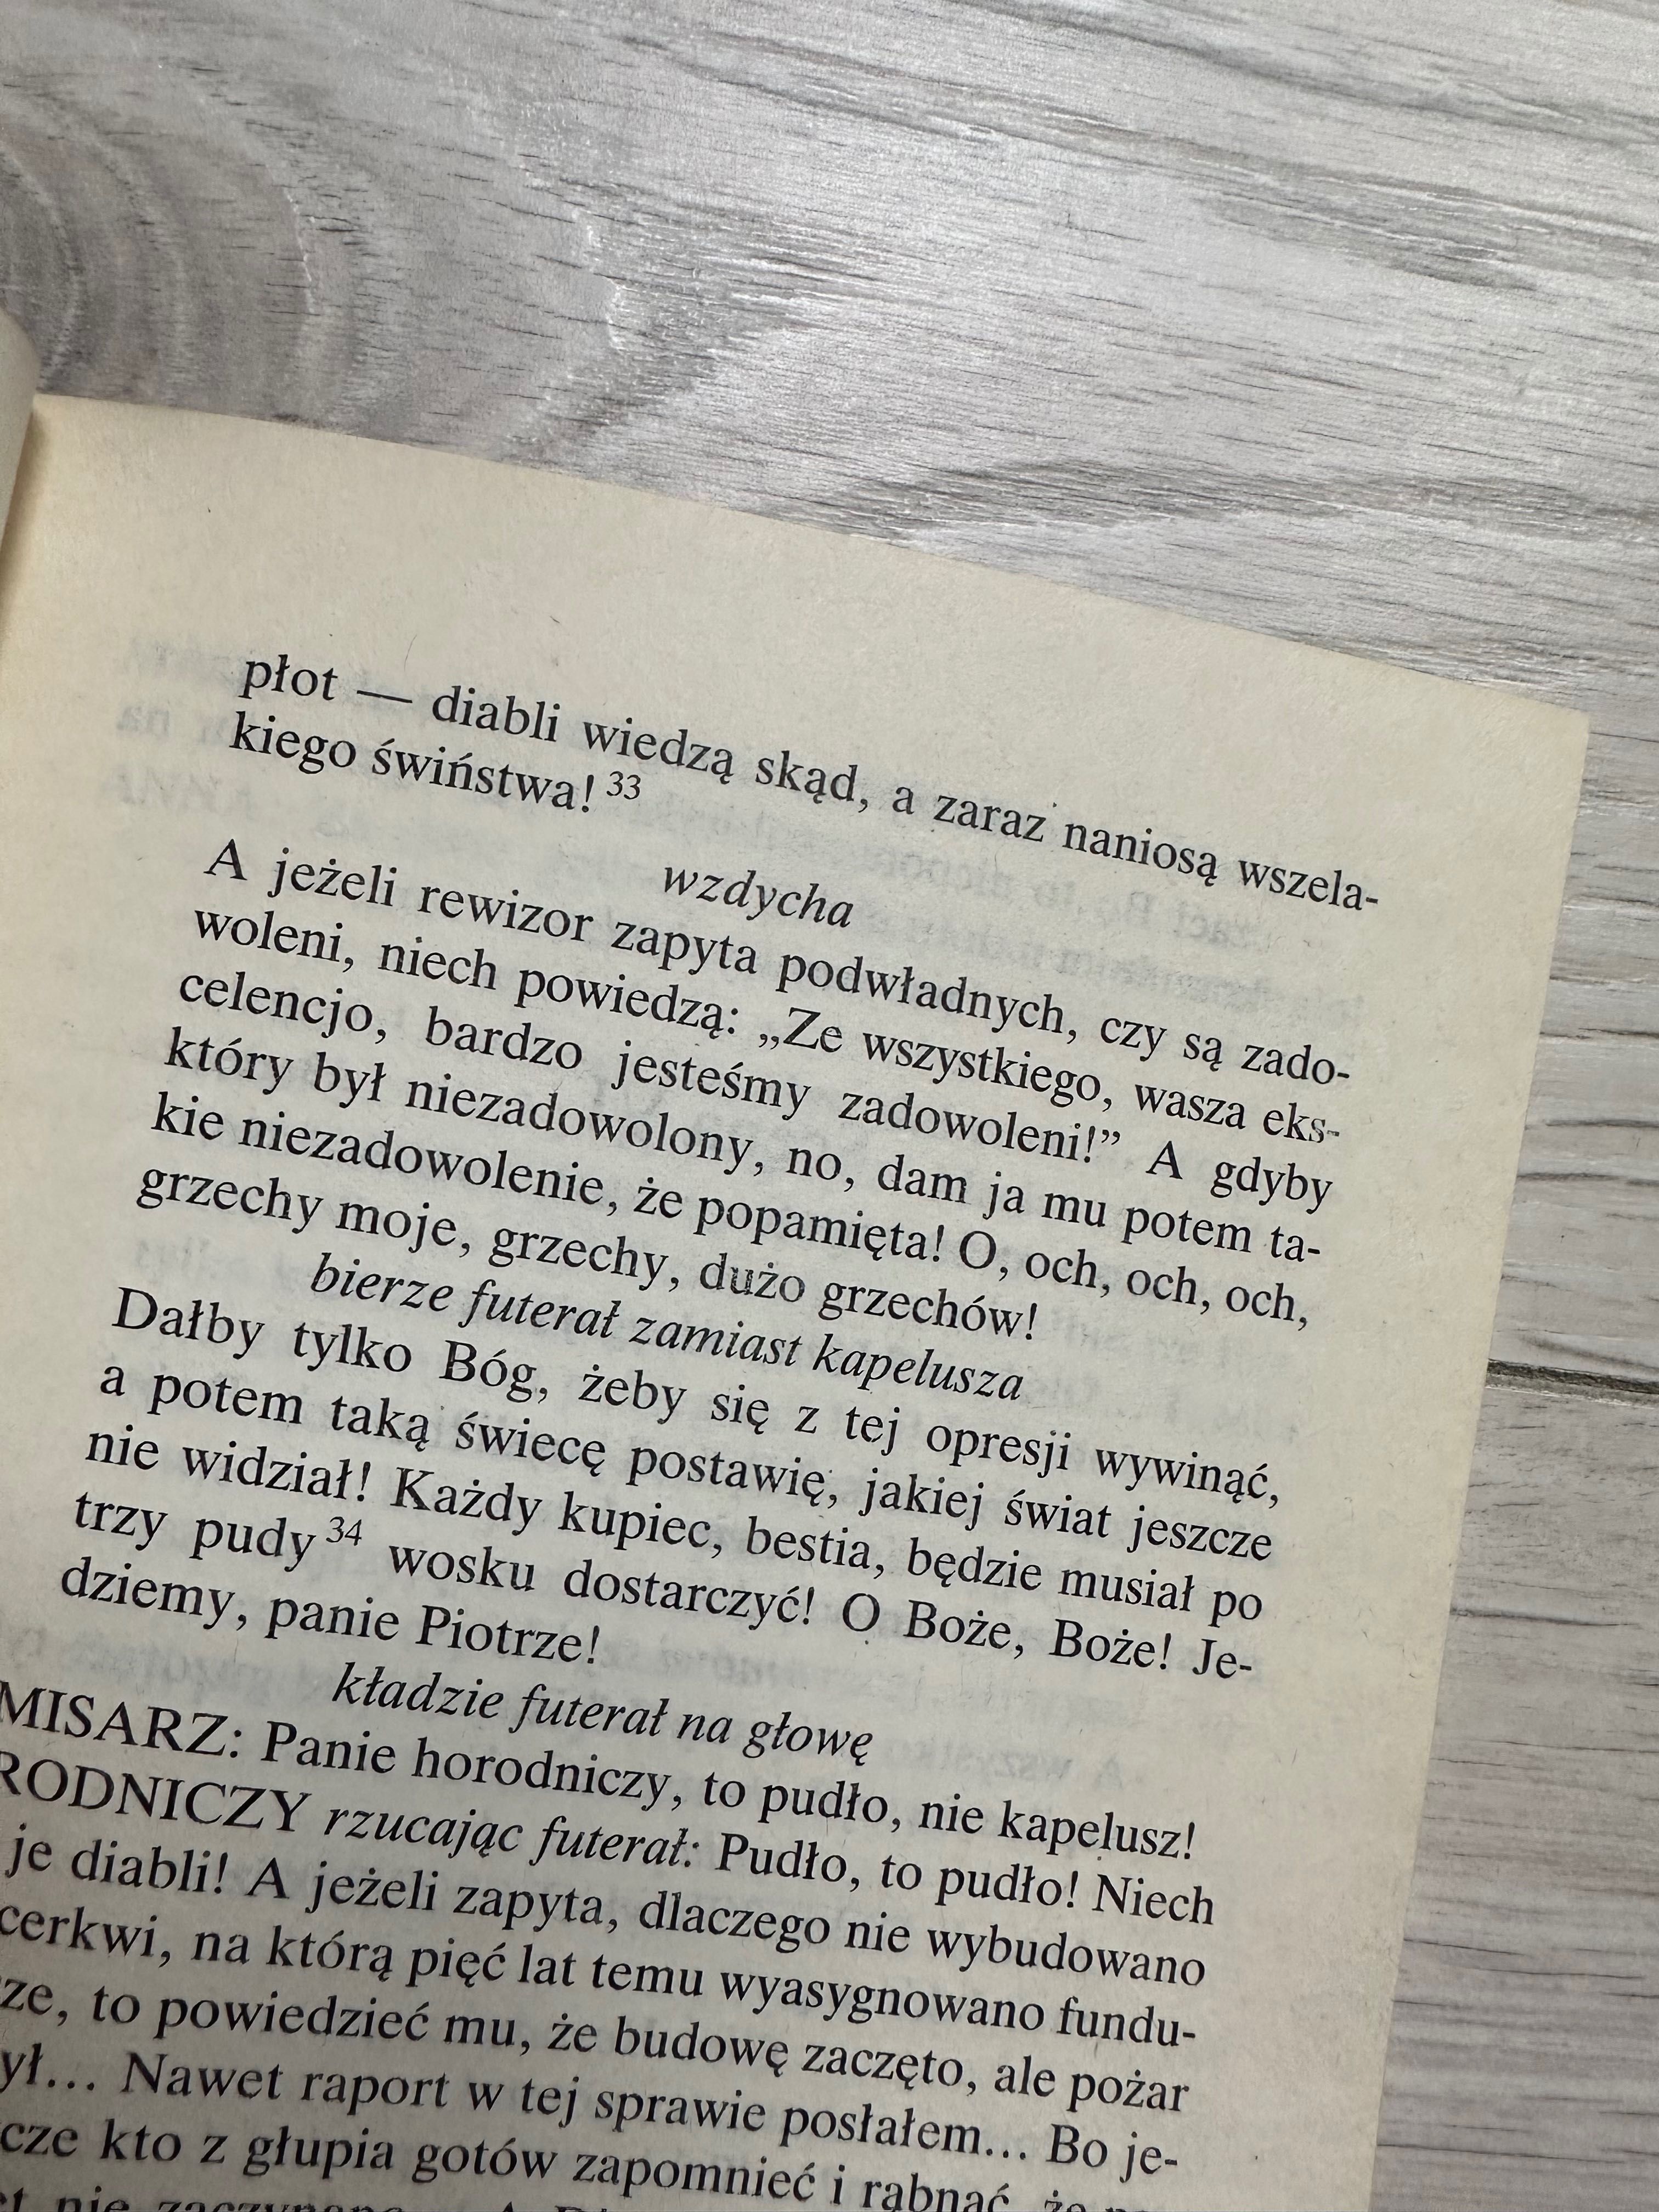 płot — diabli wiedzą skąd, a zaraz naniosą wszela-
kiego świństwa! 33
wzdycha
A jeżeli rewizor zapyta podwładnych, czy są zado-
woleni, niech powiedzą: „Ze wszystkiego, wasza eks-
celencjo, bardzo jesteśmy zadowoleni!” A gdyby
który był niezadowolony, no, dam ja mu potem ta-
kie niezadowolenie, że popamięta! O, och, och, och,
grzechy moje, grzechy, dużo grzechów!
bierze futerał zamiast kapelusza
Dałby tylko Bóg, żeby się z tej opresji wywinąć,
a potem taką świecę postawię, jakiej świat jeszcze
nie widział! Każdy kupiec, bestia, będzie musiał po
trzy pudy 34 wosku dostarczyć! O Boże, Boże! Je-
dziemy, panie Piotrze!
kładzie futerał na głowę
MISARZ: Panie horodniczy, to pudło, nie kapelusz!
RODNICZY rzucając futerał: Pudło, to pudło! Niech
je diabli! A jeżeli zapyta, dlaczego nie wybudowano
cerkwi, na którą pięć lat temu wyasygnowano fundu-
ze, to powiedzieć mu, że budowę zaczęto, ale pożar
ył... Nawet raport w tej sprawie posłałem... Bo je-
cze kto z głupia gotów zapomnieć i rąbnąć, że
nie zaczynano